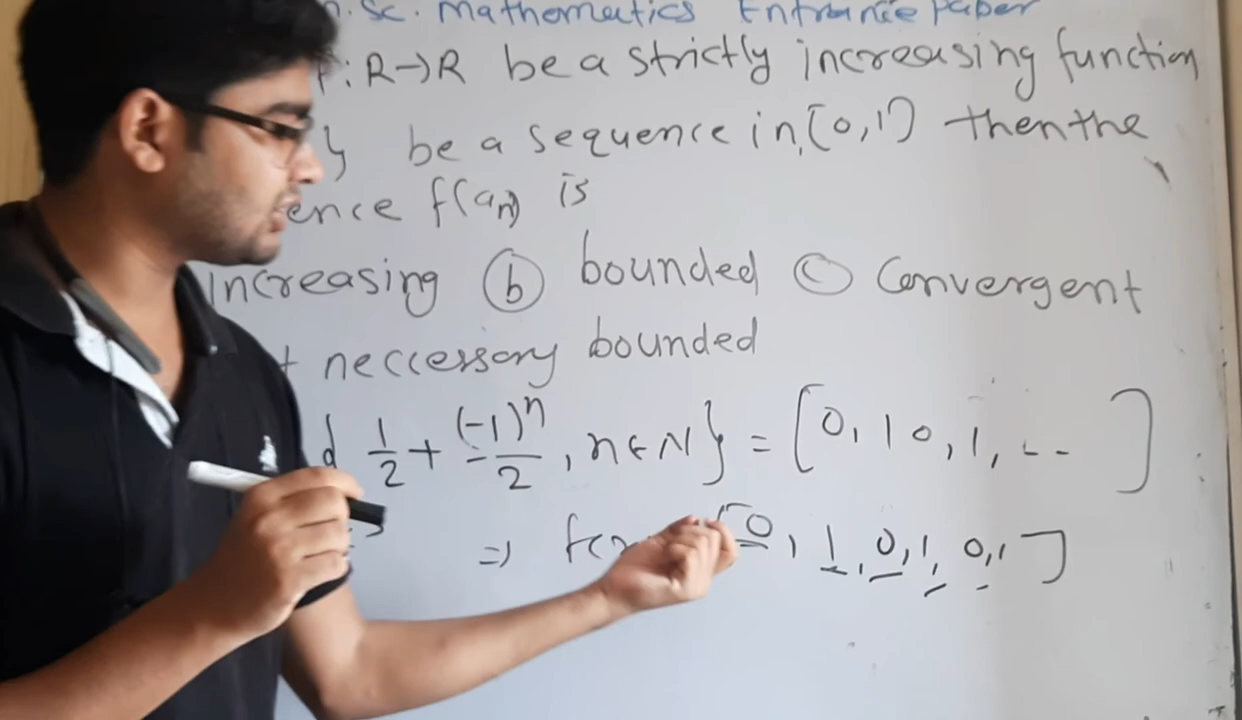 M.Sc. Mathematics Entrance Paper
f: R→R be a strictly increasing function
} be a sequence in [0,1] then the
ence f(an) is
increasing ⓑ bounded ⓒ Convergent
t neccessary bounded
{ 1/2 + (-1)^n/2 , n∈N } = [0, 1 0, 1, -- ]
=> f(x [0, 1, 0, 1, 0, 1 ]